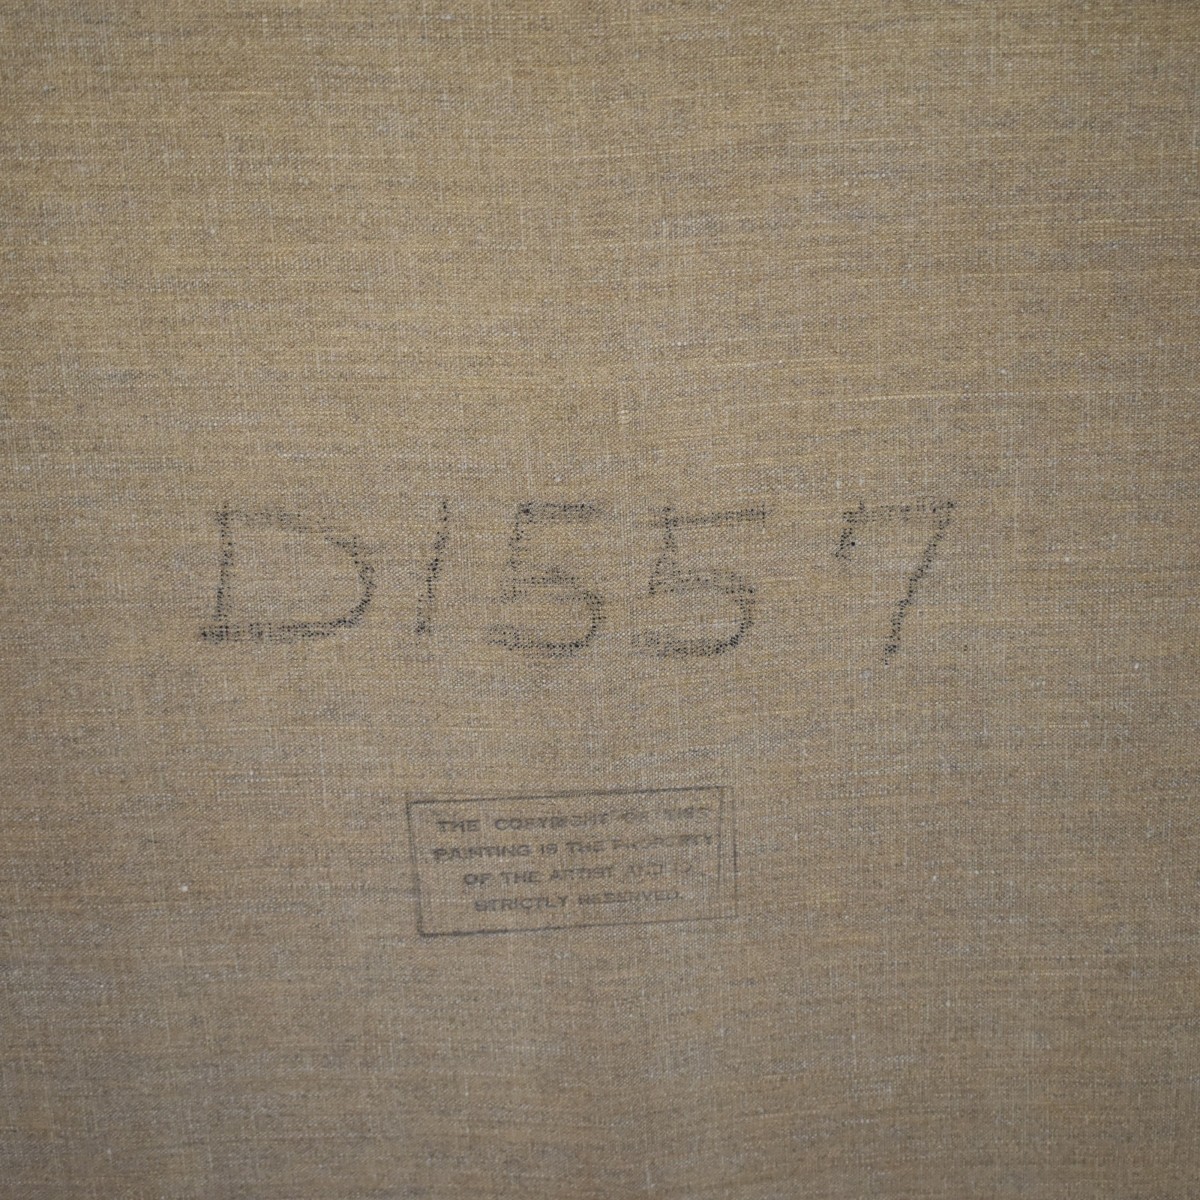 D1557
THE COPYRIGHT OF THIS
PAINTING IS THE PROPERTY
OF THE ARTIST AND IS
STRICTLY RESERVED.